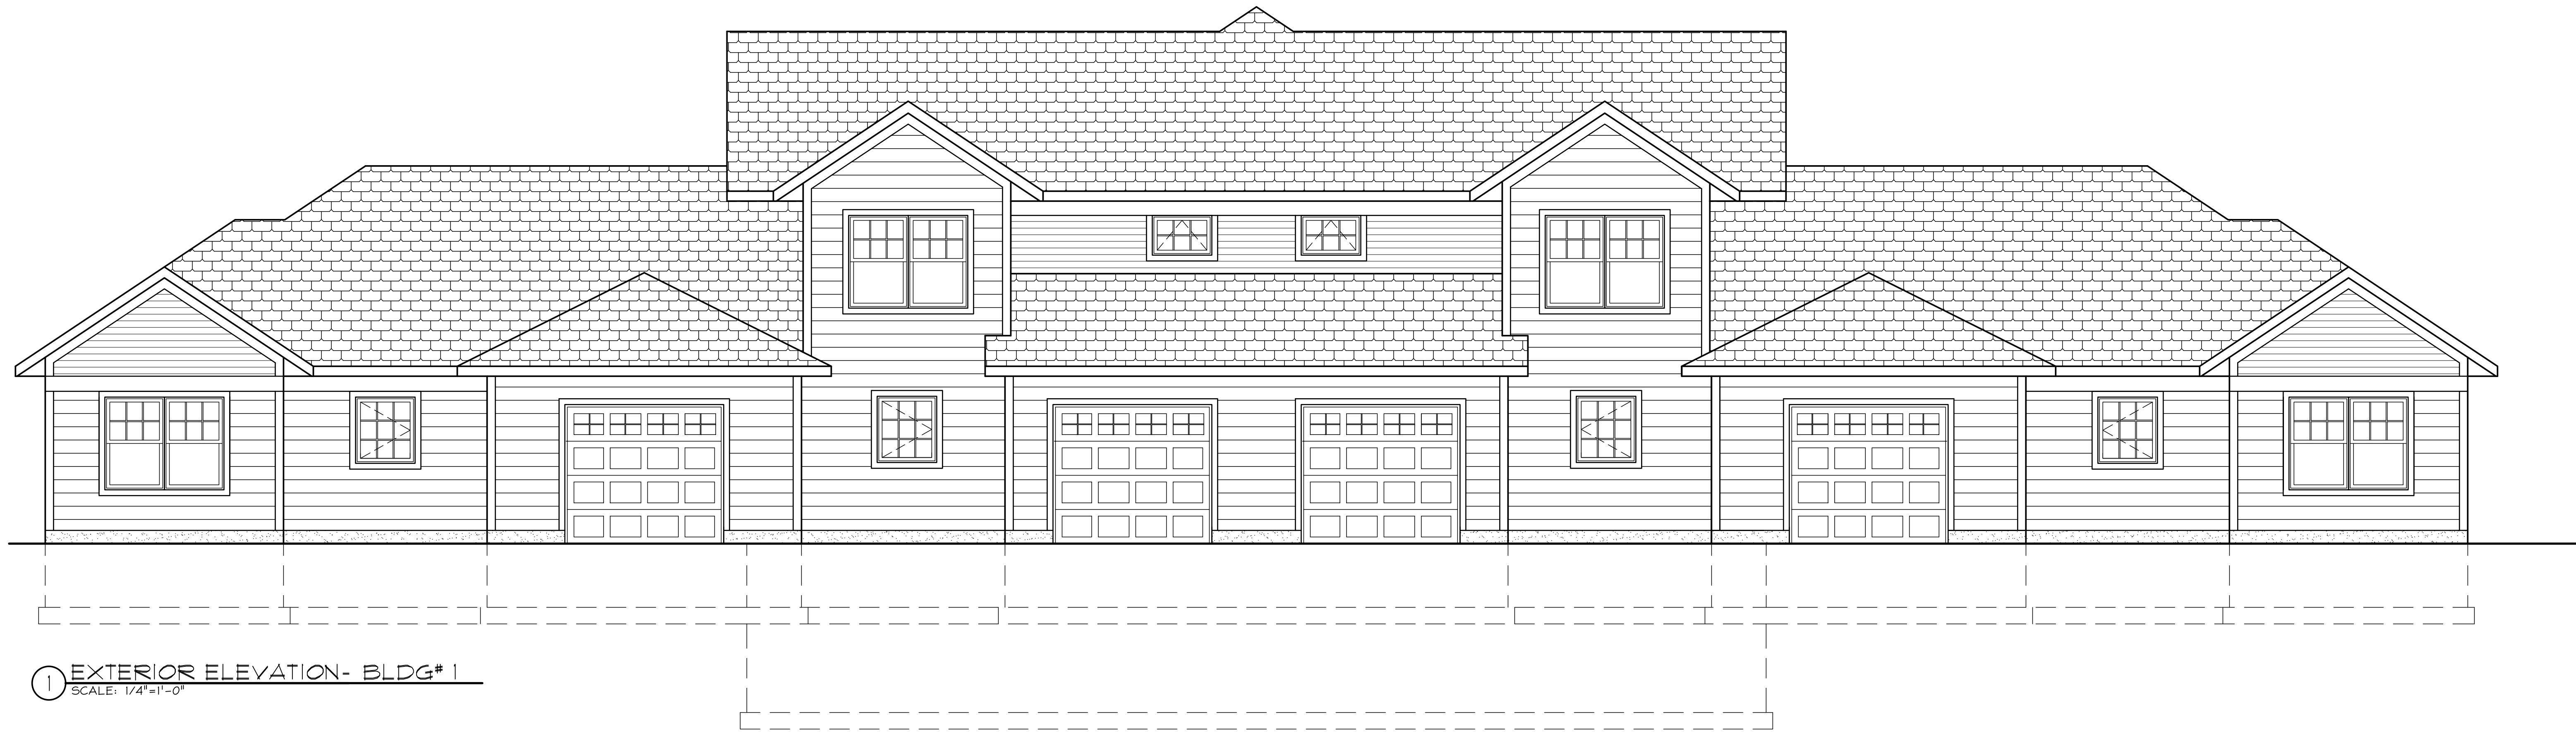 1 EXTERIOR ELEVATION- BLDG# 1
SCALE: 1/4"=1'-0"